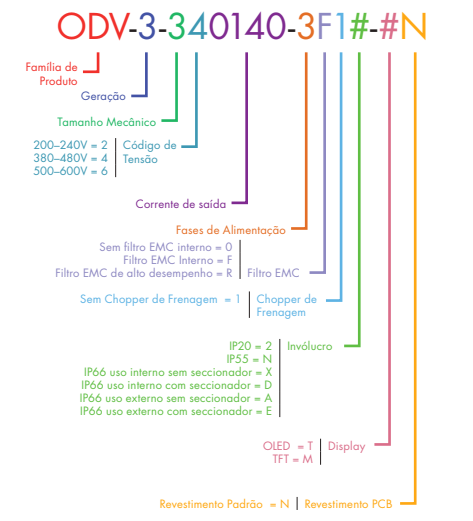 ODV-3-340140-3F1#-#N
Família de
Produto
Geração
Tamanho Mecânico
200–240V = 2
380–480V = 4
500–600V = 6
Código de
Tensão
Corrente de saída
Fases de Alimentação
Sem filtro EMC interno = 0
Filtro EMC Interno = F
Filtro EMC de alto desempenho = R
Filtro EMC
Sem Chopper de Frenagem = 1
Chopper de
Frenagem
IP20 = 2
IP55 = N
IP66 uso interno sem seccionador = X
IP66 uso interno com seccionador = D
IP66 uso externo sem seccionador = A
IP66 uso externo com seccionador = E
Invólucro
OLED = T
TFT = M
Display
Revestimento Padrão = N
Revestimento PCB